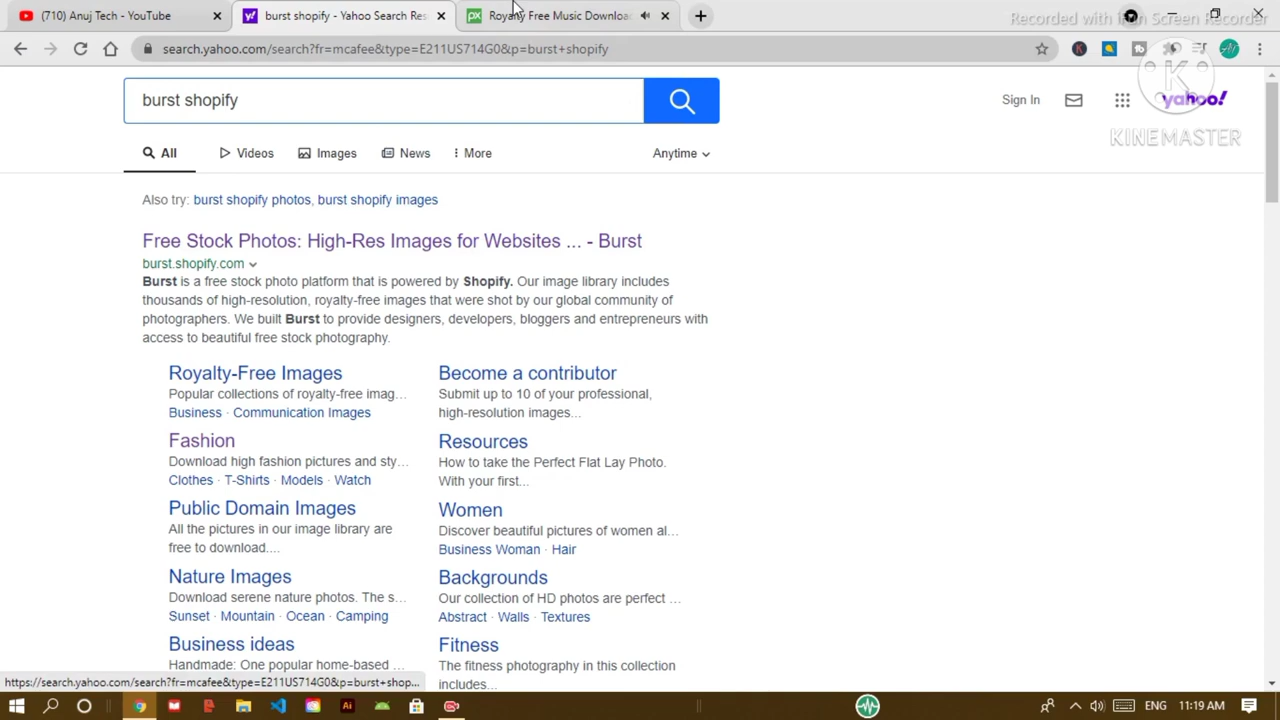 (710) Anuj Tech - YouTube
burst shopify - Yahoo Search Res
Royalty Free Music Download
search.yahoo.com/search?fr=mcafee&type=E211US714G0&p=burst+shopify
Recorded with iFun Screen Recorder
burst shopify
Sign In
yahoo!
K
KINEMASTER
All
Videos
Images
News
More
Anytime
Also try: burst shopify photos, burst shopify images
Free Stock Photos: High-Res Images for Websites ... - Burst
burst.shopify.com
Burst is a free stock photo platform that is powered by Shopify. Our image library includes
thousands of high-resolution, royalty-free images that were shot by our global community of
photographers. We built Burst to provide designers, developers, bloggers and entrepreneurs with
access to beautiful free stock photography.
Royalty-Free Images
Popular collections of royalty-free imag...
Business · Communication Images
Become a contributor
Submit up to 10 of your professional,
high-resolution images...
Fashion
Download high fashion pictures and sty...
Clothes · T-Shirts · Models · Watch
Resources
How to take the Perfect Flat Lay Photo.
With your first...
Public Domain Images
All the pictures in our image library are
free to download....
Women
Discover beautiful pictures of women al...
Business Woman · Hair
Nature Images
Download serene nature photos. The s...
Sunset · Mountain · Ocean · Camping
Backgrounds
Our collection of HD photos are perfect ...
Abstract · Walls · Textures
Business ideas
Handmade: One popular home-based ...
Fitness
The fitness photography in this collection
includes...
https://search.yahoo.com/search?fr=mcafee&type=E211US714G0&p=burst+shop...
ENG
11:19 AM